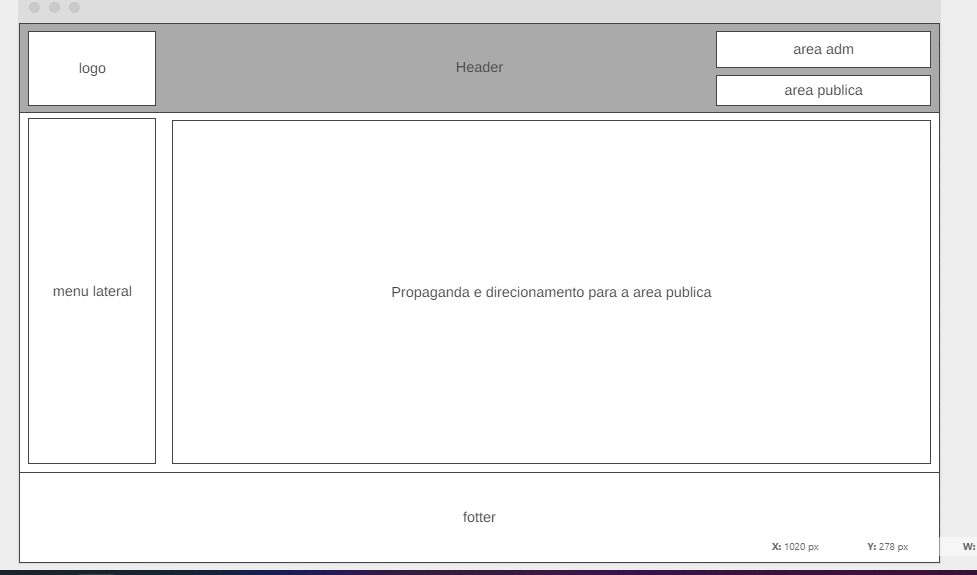 logo
Header
area adm
area publica
menu lateral
Propaganda e direcionamento para a area publica
fotter
X: 1020 px Y: 278 px W: